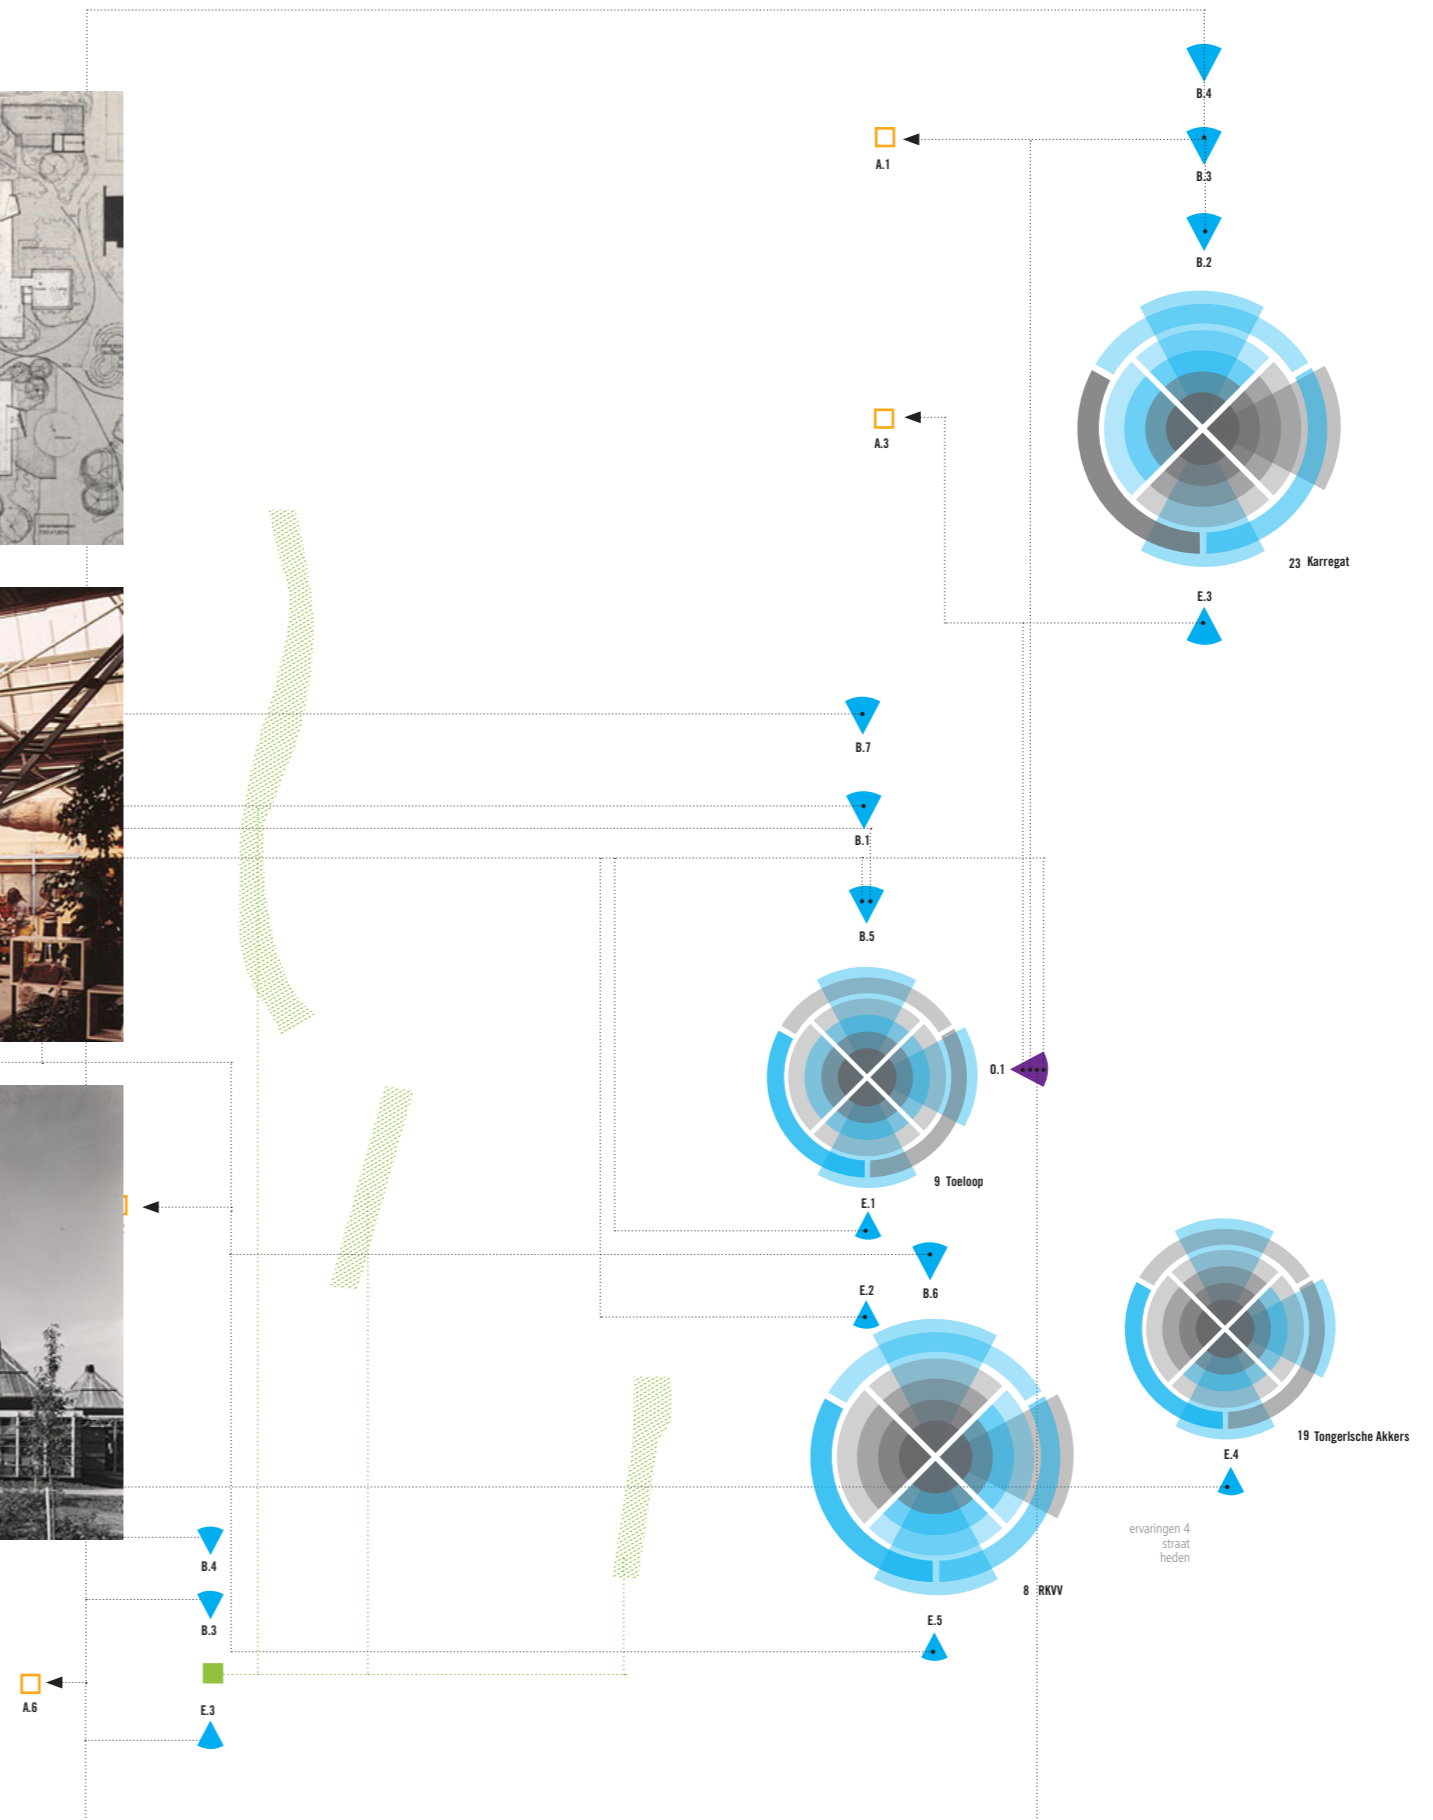 B.4
A.1
B.3
B.2
A.3
23 Karregat
E.3
B.7
B.1
B.5
O.1
9 Toeloop
E.1
E.2
B.6
19 Tongerlsche Akkers
E.4
ervaringen 4
straat
heden
B.4
8 RKVV
B.3
E.5
A.6
E.3